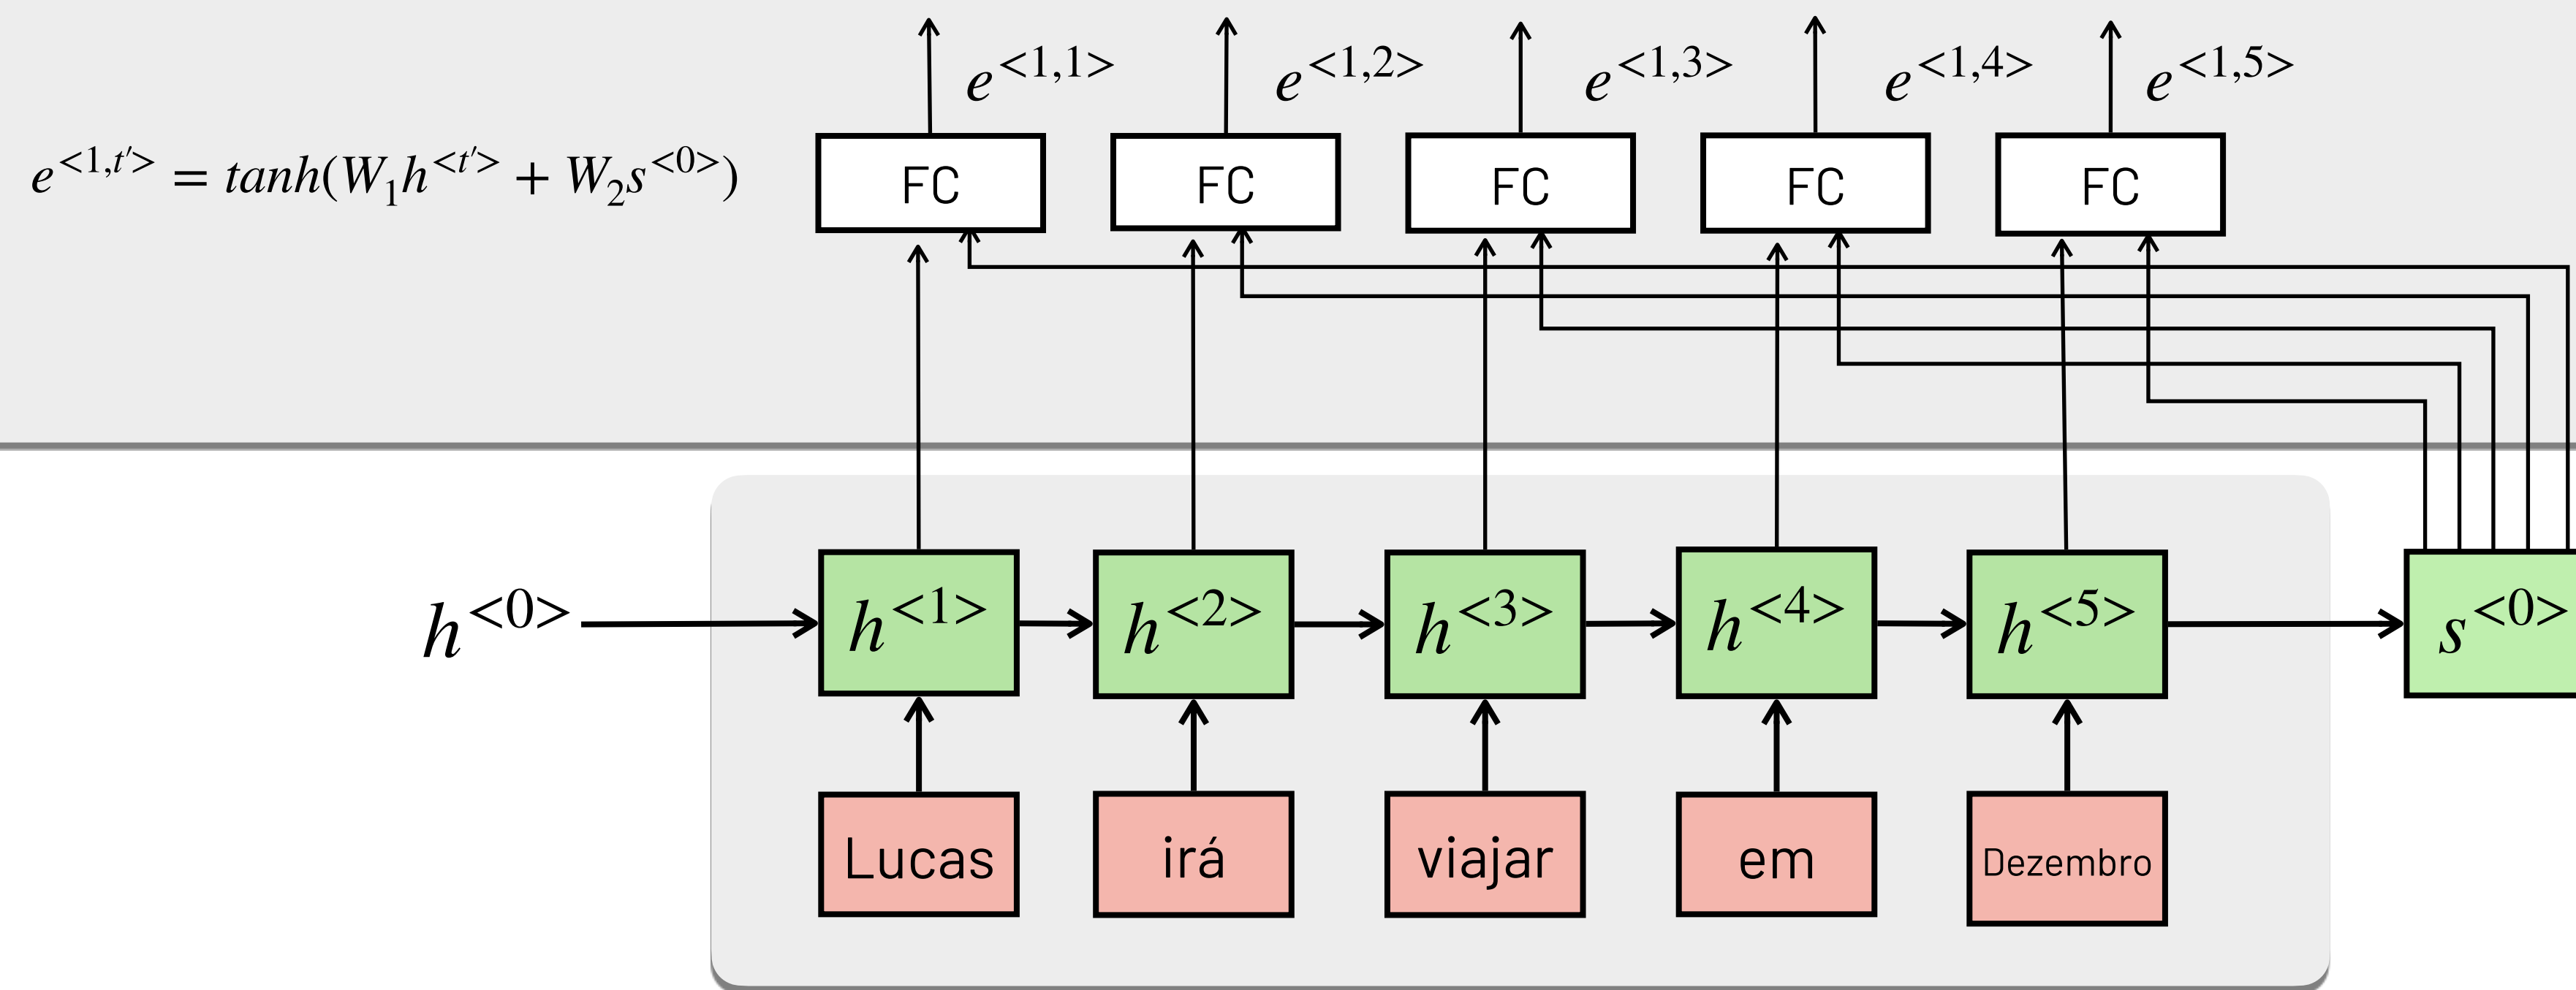 e<1,1> e<1,2> e<1,3> e<1,4> e<1,5>
e<1,t′> = tanh(W1h<t′> + W2s<0>)
FC FC FC FC FC
h<0> h<1> h<2> h<3> h<4> h<5> s<0>
Lucas irá viajar em Dezembro